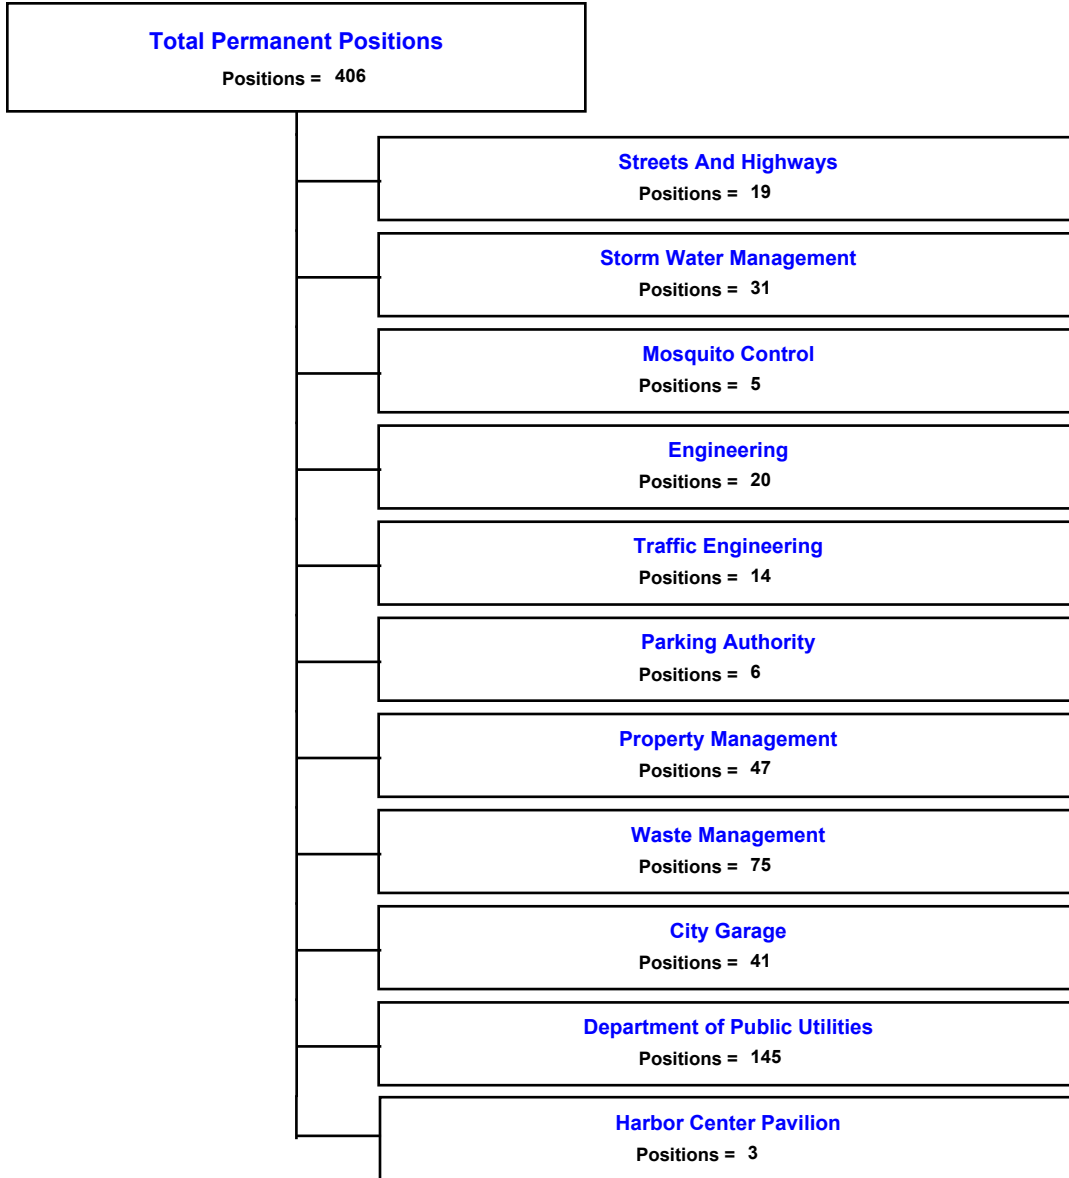 Total Permanent Positions
Positions = 406
Streets And Highways
Positions = 19
Storm Water Management
Positions = 31
Mosquito Control
Positions = 5
Engineering
Positions = 20
Traffic Engineering
Positions = 14
Parking Authority
Positions = 6
Property Management
Positions = 47
Waste Management
Positions = 75
City Garage
Positions = 41
Department of Public Utilities
Positions = 145
Harbor Center Pavilion
Positions = 3